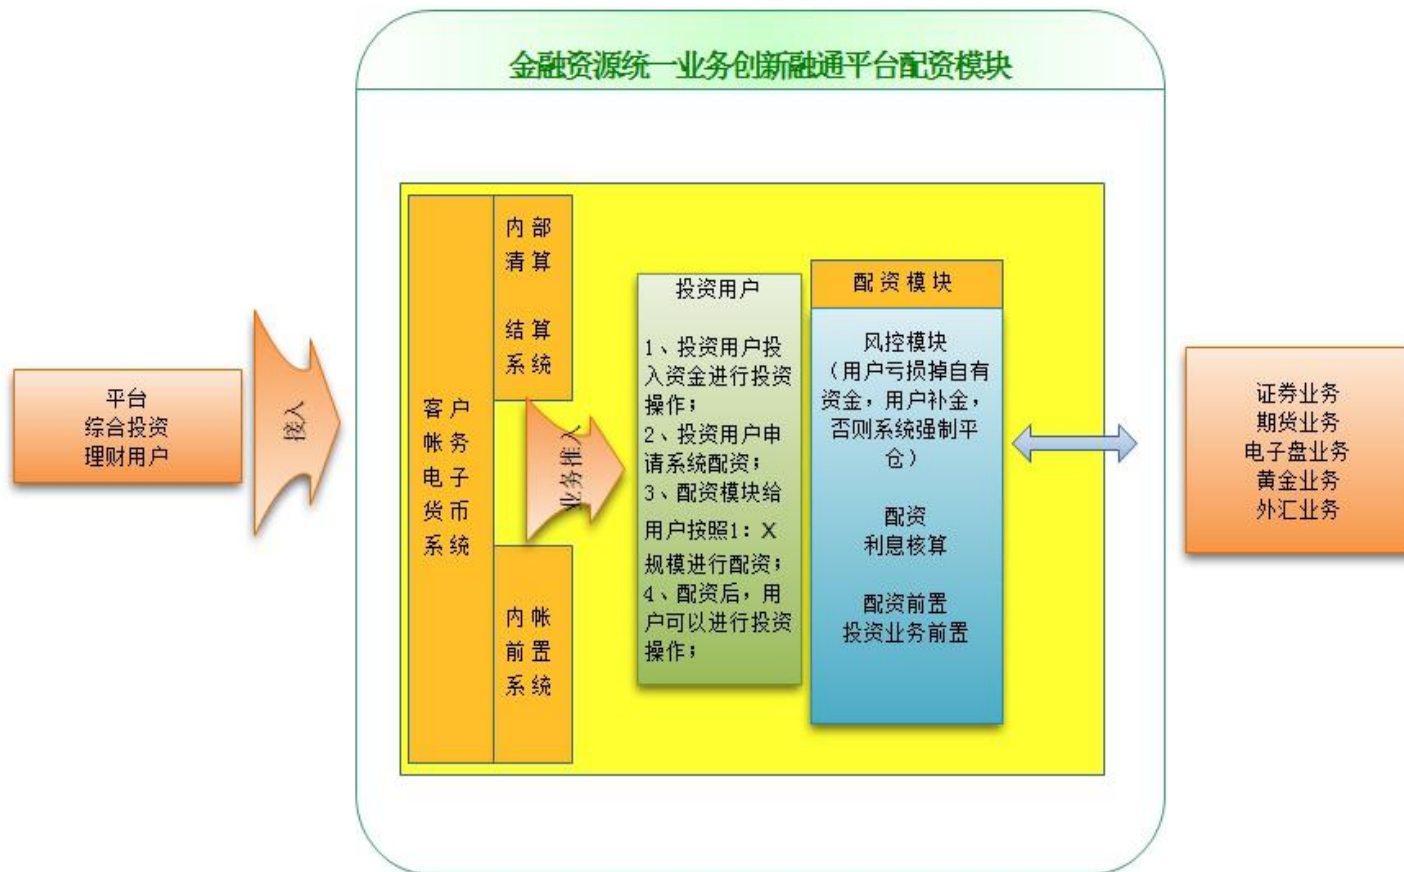 金融资源统一业务创新融通平台配资模块
平台
综合投资
理财用户
接入
客户
帐务
电子
货币
系统
内部
清算
结算
系统
业务推入
内帐
前置
系统
投资用户
1、投资用户投
入资金进行投资
操作；
2、投资用户申
请系统配资；
3、配资模块给
用户按照1：X
规模进行配资；
4、配资后，用
户可以进行投资
操作；
配资模块
风控模块
（用户亏损掉自有
资金，用户补金，
否则系统强制平
仓）
配资
利息核算
配资前置
投资业务前置
证券业务
期货业务
电子盘业务
黄金业务
外汇业务